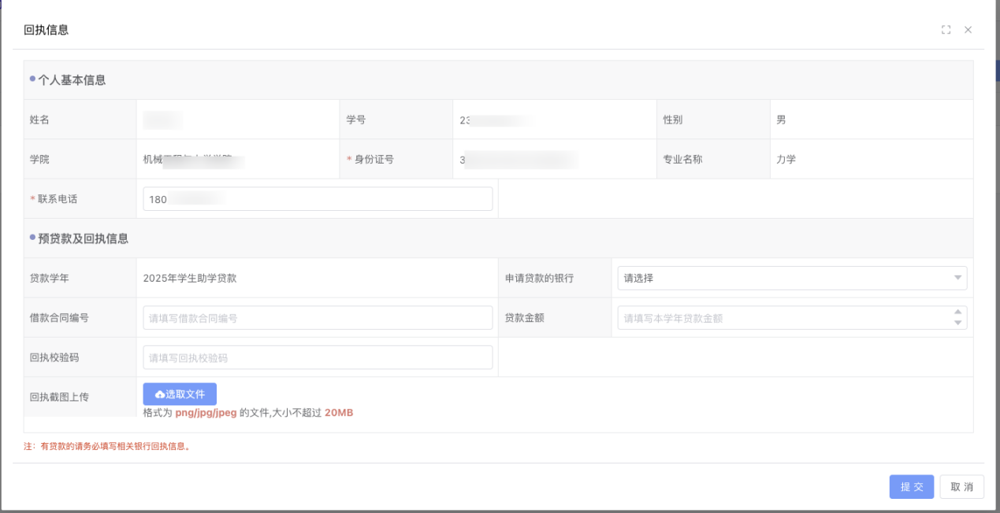 回执信息
个人基本信息
姓名 学号 23 性别 男
学院 机械 * 身份证号 3 专业名称 力学
* 联系电话 180
预贷款及回执信息
贷款学年 2025年学生助学贷款 申请贷款的银行 请选择
借款合同编号 请填写借款合同编号 贷款金额 请填写本学年贷款金额
回执校验码 请填写回执校验码
回执截图上传 选取文件
格式为 png/jpg/jpeg 的文件,大小不超过 20MB
注：有贷款的请务必填写相关银行回执信息。
提 交 取 消